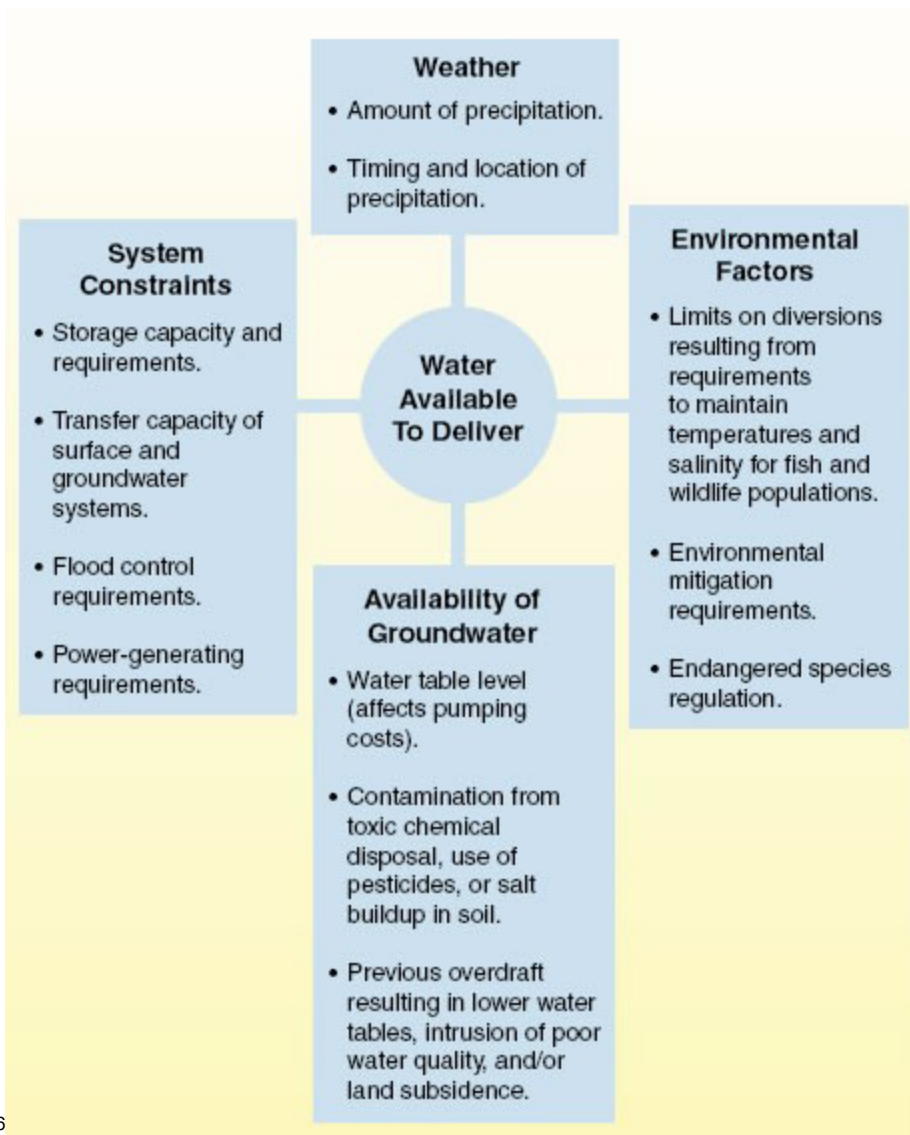 Weather
• Amount of precipitation.
• Timing and location of
precipitation.
System
Constraints
• Storage capacity and
requirements.
• Transfer capacity of
surface and
groundwater
systems.
• Flood control
requirements.
• Power-generating
requirements.
Water
Available
To Deliver
Environmental
Factors
• Limits on diversions
resulting from
requirements
to maintain
temperatures and
salinity for fish and
wildlife populations.
• Environmental
mitigation
requirements.
• Endangered species
regulation.
Availability of
Groundwater
• Water table level
(affects pumping
costs).
• Contamination from
toxic chemical
disposal, use of
pesticides, or salt
buildup in soil.
• Previous overdraft
resulting in lower water
tables, intrusion of poor
water quality, and/or
land subsidence.
6